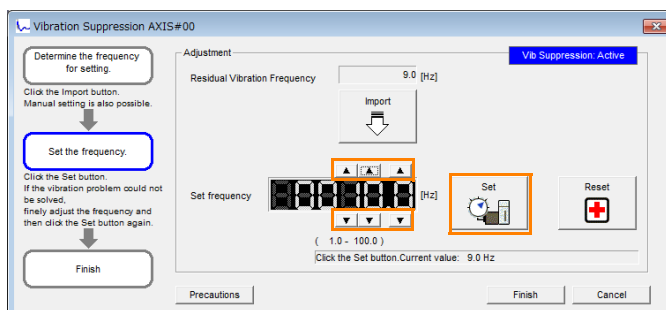 Vibration Suppression AXIS#00
Determine the frequency
for setting.
Click the Import button.
Manual setting is also possible.
Set the frequency.
Click the Set button.
If the vibration problem could not
be solved,
finely adjust the frequency and
then click the Set button again.
Finish
Adjustment
Vib Suppression: Active
Residual Vibration Frequency
9.0 [Hz]
Import
Set frequency
[Hz]
( 1.0 - 100.0 )
Set
Reset
Click the Set button.Current value: 9.0 Hz
Precautions
Finish
Cancel